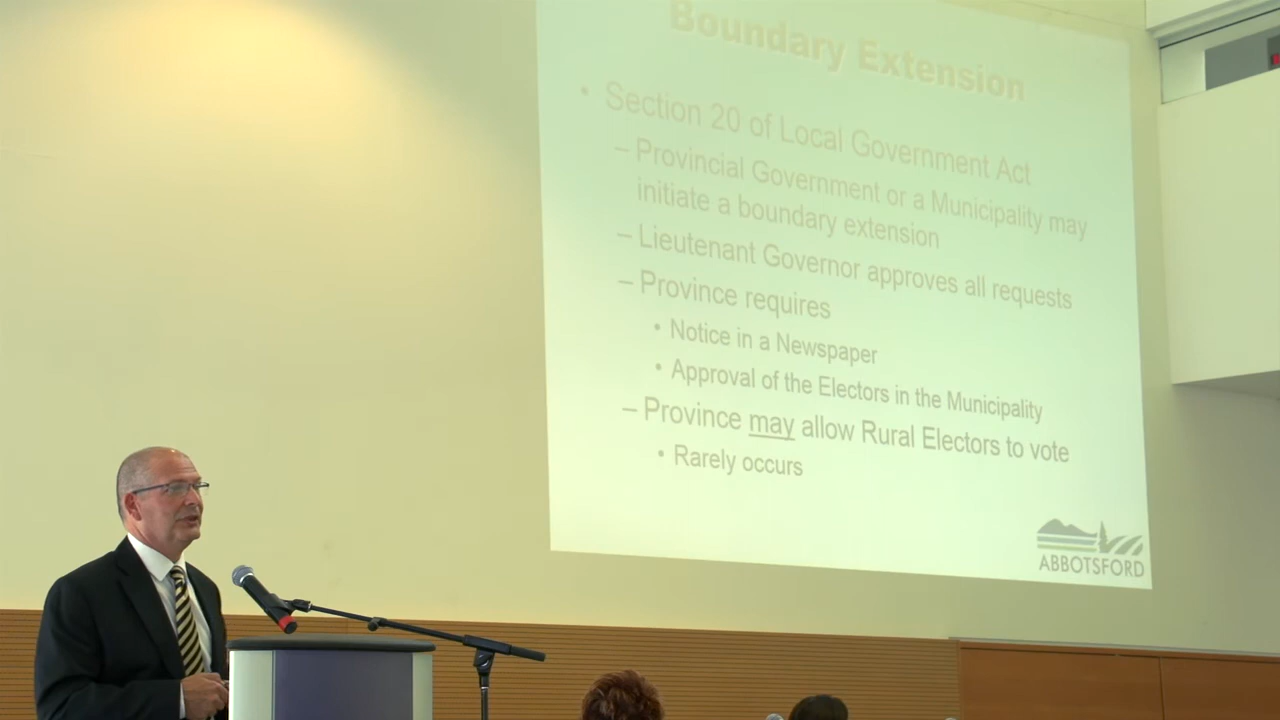 Boundary Extension
• Section 20 of Local Government Act
– Provincial Government or a Municipality may
initiate a boundary extension
– Lieutenant Governor approves all requests
– Province requires
• Notice in a Newspaper
• Approval of the Electors in the Municipality
– Province may allow Rural Electors to vote
• Rarely occurs
ABBOTSFORD